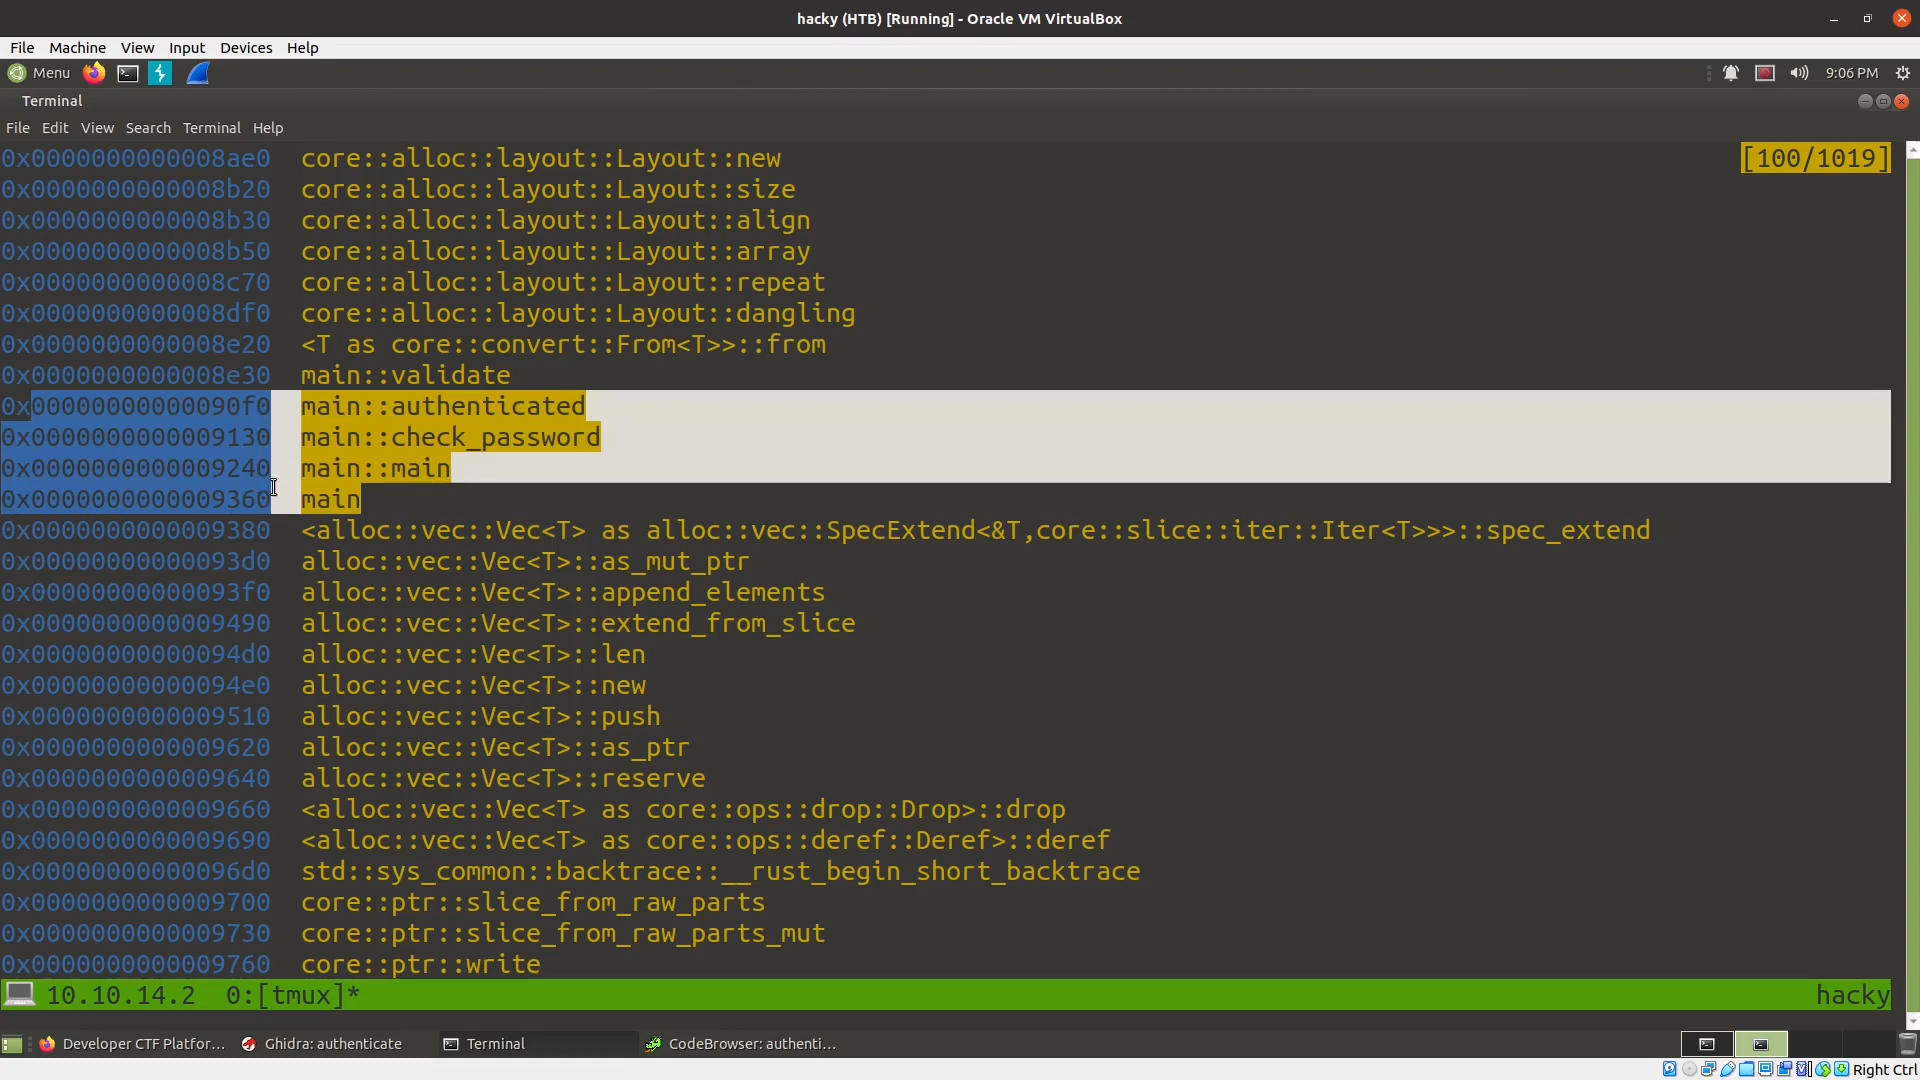 hacky (HTB) [Running] - Oracle VM VirtualBox
File Machine View Input Devices Help
Menu 9:06 PM
Terminal
File Edit View Search Terminal Help
0x0000000000008ae0 core::alloc::layout::Layout::new [100/1019]
0x0000000000008b20 core::alloc::layout::Layout::size
0x0000000000008b30 core::alloc::layout::Layout::align
0x0000000000008b50 core::alloc::layout::Layout::array
0x0000000000008c70 core::alloc::layout::Layout::repeat
0x0000000000008df0 core::alloc::layout::Layout::dangling
0x0000000000008e20 <T as core::convert::From<T>>::from
0x0000000000008e30 main::validate
0x00000000000090f0 main::authenticated
0x0000000000009130 main::check_password
0x0000000000009240 main::main
0x0000000000009360 main
0x0000000000009380 <alloc::vec::Vec<T> as alloc::vec::SpecExtend<&T,core::slice::iter::Iter<T>>>::spec_extend
0x00000000000093d0 alloc::vec::Vec<T>::as_mut_ptr
0x00000000000093f0 alloc::vec::Vec<T>::append_elements
0x0000000000009490 alloc::vec::Vec<T>::extend_from_slice
0x00000000000094d0 alloc::vec::Vec<T>::len
0x00000000000094e0 alloc::vec::Vec<T>::new
0x0000000000009510 alloc::vec::Vec<T>::push
0x0000000000009620 alloc::vec::Vec<T>::as_ptr
0x0000000000009640 alloc::vec::Vec<T>::reserve
0x0000000000009660 <alloc::vec::Vec<T> as core::ops::drop::Drop>::drop
0x0000000000009690 <alloc::vec::Vec<T> as core::ops::deref::Deref>::deref
0x00000000000096d0 std::sys_common::backtrace::__rust_begin_short_backtrace
0x0000000000009700 core::ptr::slice_from_raw_parts
0x0000000000009730 core::ptr::slice_from_raw_parts_mut
0x0000000000009760 core::ptr::write
10.10.14.2 0:[tmux]* hacky
Developer CTF Platfor... Ghidra: authenticate Terminal CodeBrowser: authenti...
Right Ctrl